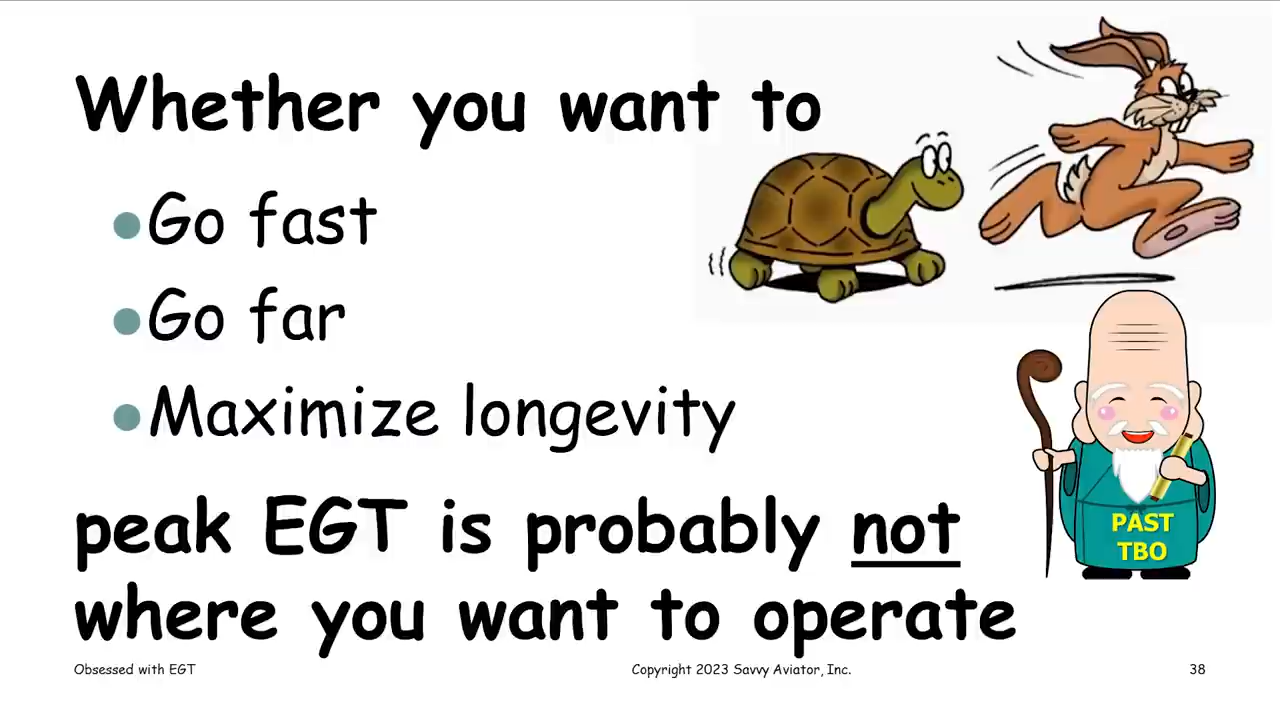 Whether you want to
Go fast
Go far
Maximize longevity
PAST
TBO
peak EGT is probably not
where you want to operate
Obsessed with EGT
Copyright 2023 Savvy Aviator, Inc.
38